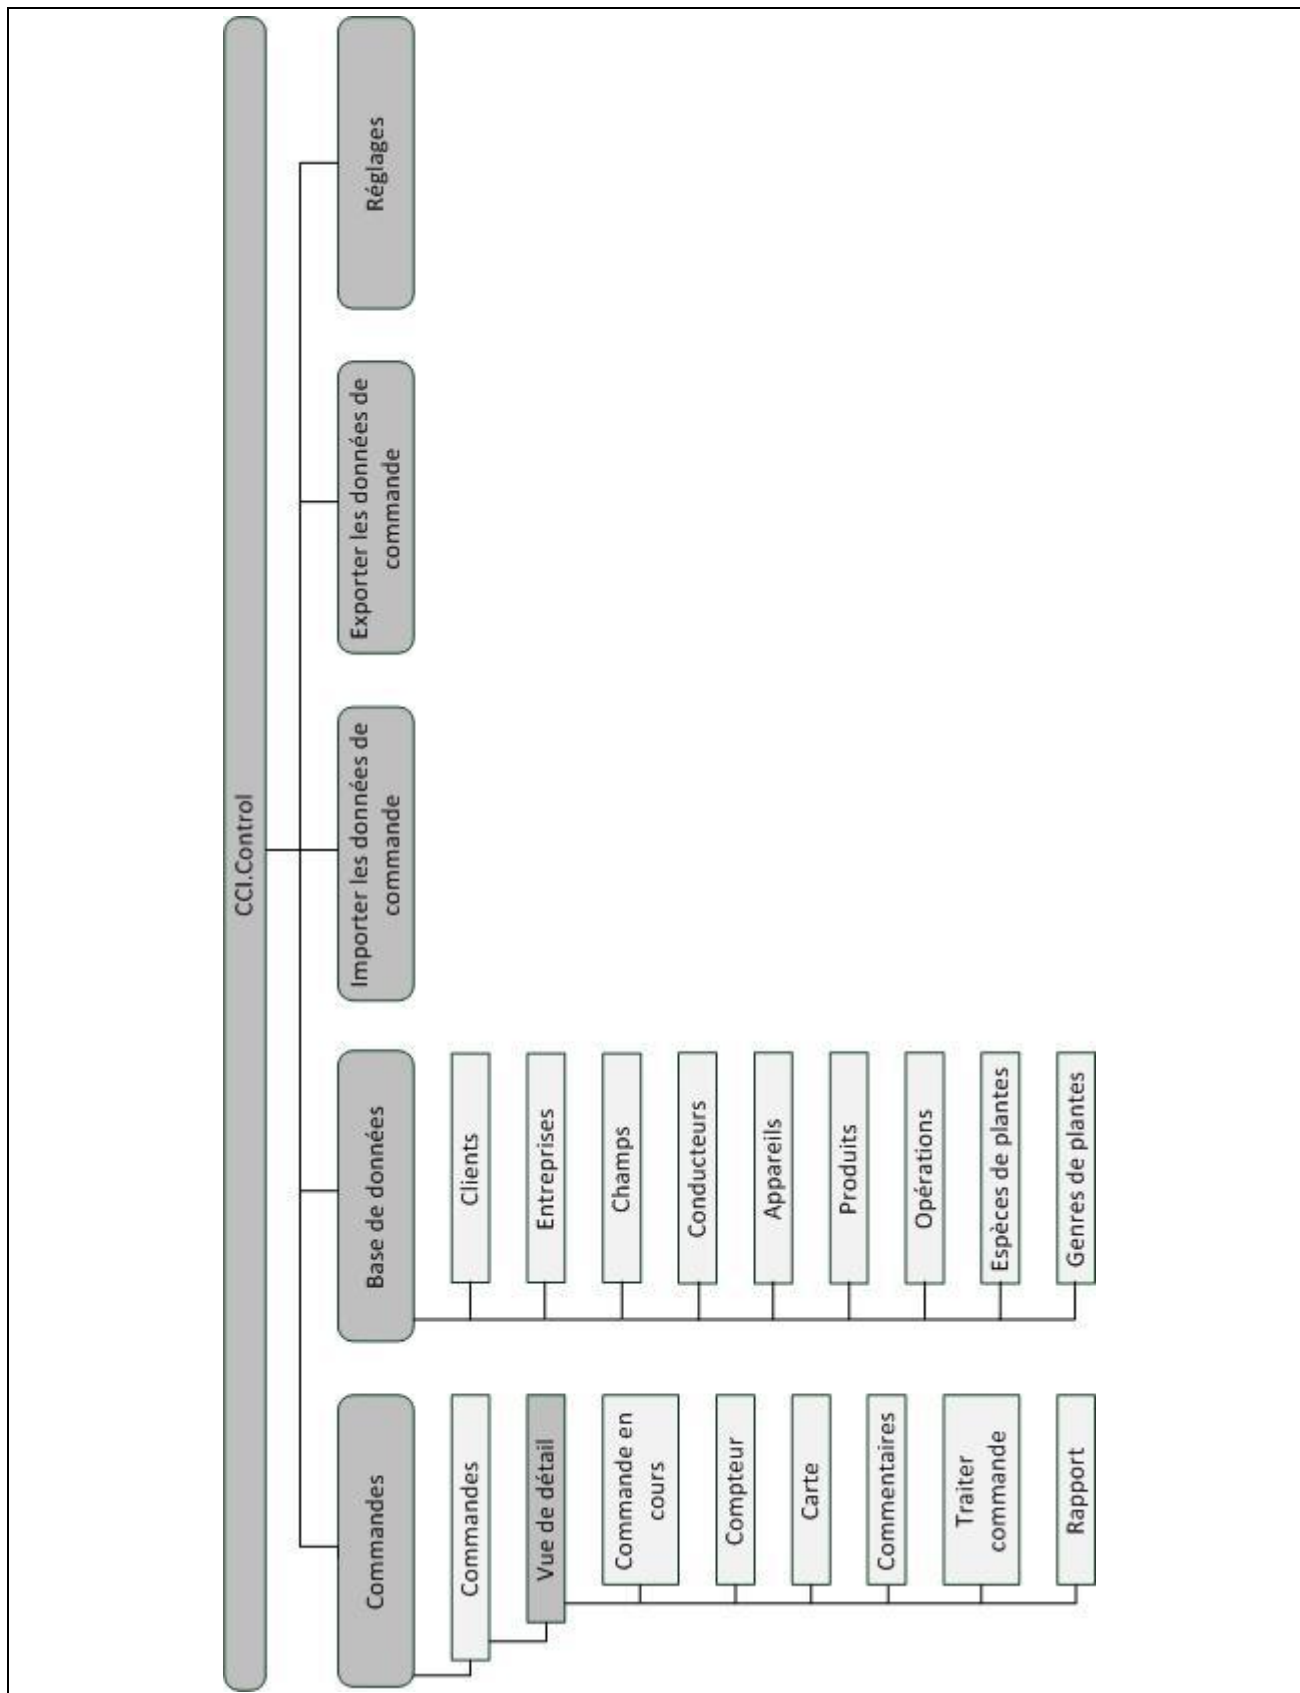 CCI.Control
Commandes
Commandes
Vue de détail
Commande en
cours
Compteur
Carte
Commentaires
Traiter
commande
Rapport
Base de données
Clients
Entreprises
Champs
Conducteurs
Appareils
Produits
Opérations
Espèces de plantes
Genres de plantes
Importer les données de
commande
Exporter les données de
commande
Réglages